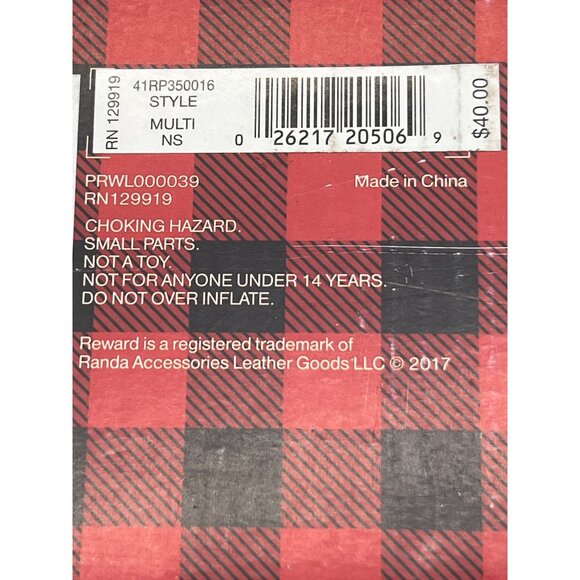 RN 129919
41RP350016
STYLE
MULTI
NS
0 26217 20506 9
$40.00
PRWL000039
RN129919
Made in China
CHOKING HAZARD.
SMALL PARTS.
NOT A TOY.
NOT FOR ANYONE UNDER 14 YEARS.
DO NOT OVER INFLATE.
Reward is a registered trademark of
Randa Accessories Leather Goods LLC © 2017